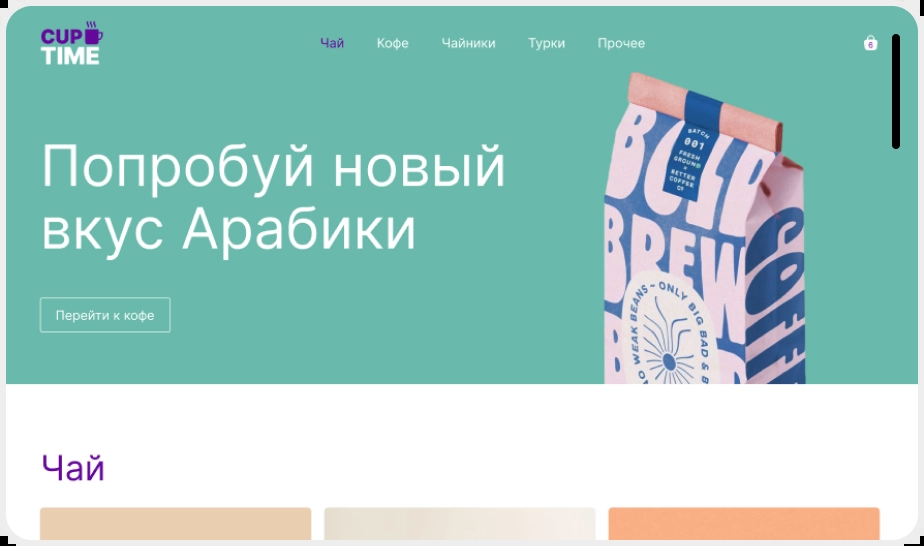 CUP
TIME
Чай Кофе Чайники Турки Прочее
6
Попробуй новый
вкус Арабики
Перейти к кофе
BATCH
001
FRESH
GROUND
BETTER
COFFEE
Cº
BOLD
BREW
NO WEAK BEANS – ONLY BIG BAD & B
Чай